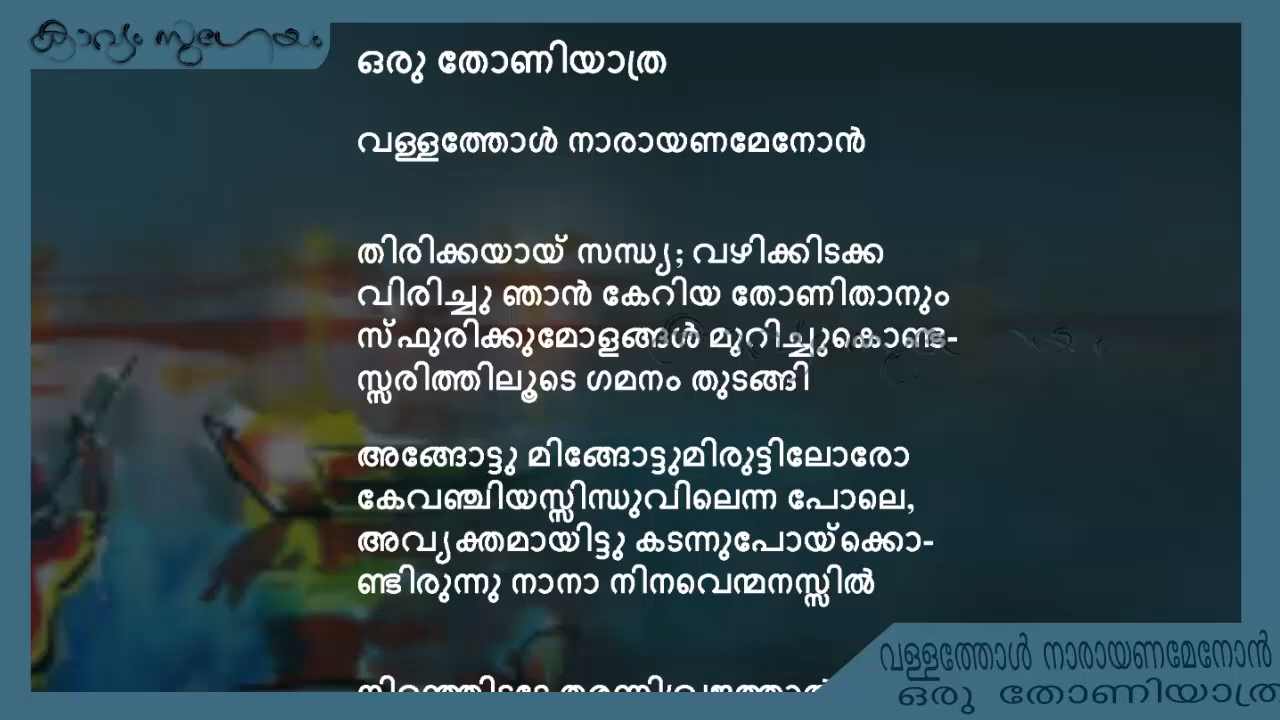 കാവ്യം സുഗേയം
ഒരു തോണിയാത്ര
വള്ളത്തോൾ നാരായണമേനോൻ
തിരിക്കയായ് സന്ധ്യ; വഴിക്കിടക്ക
വിരിച്ചു ഞാൻ കേറിയ തോണിതാനും
സ്ഫുരിക്കുമോളങ്ങൾ മുറിച്ചുകൊണ്ട-
സ്സരിത്തിലൂടെ ഗമനം തുടങ്ങി
അങ്ങോട്ടു മിങ്ങോട്ടുമിരുട്ടിലോരോ
കേവഞ്ചിയസ്സിന്ധുവിലെന്ന പോലെ,
അവ്യക്തമായിട്ടു കടന്നുപോയ്ക്കൊ-
ണ്ടിരുന്നു നാനാ നിനവെന്മനസ്സിൽ
വള്ളത്തോൾ നാരായണമേനോൻ
ഒരു തോണിയാത്ര